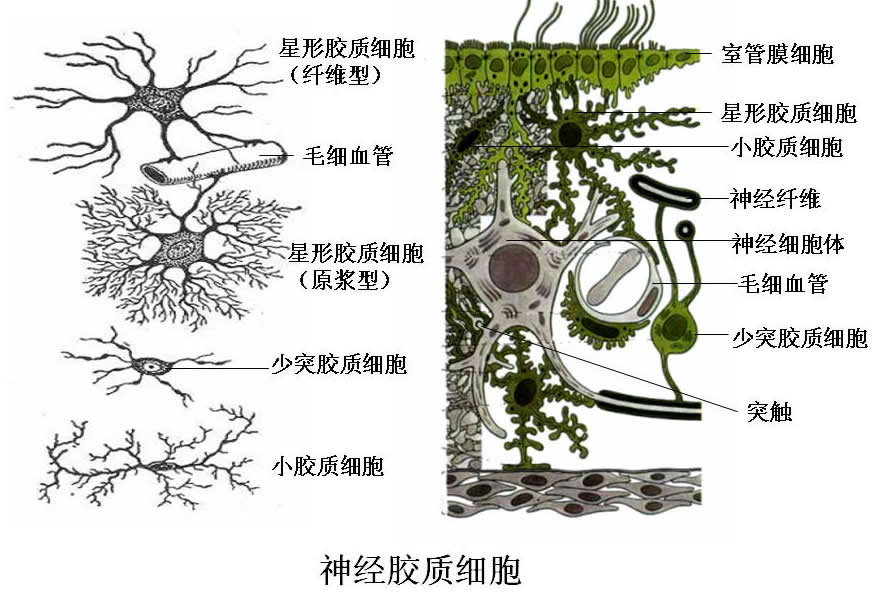 星形胶质细胞
（纤维型）
毛细血管
星形胶质细胞
（原浆型）
少突胶质细胞
小胶质细胞
室管膜细胞
星形胶质细胞
小胶质细胞
神经纤维
神经细胞体
毛细血管
少突胶质细胞
突触
神经胶质细胞